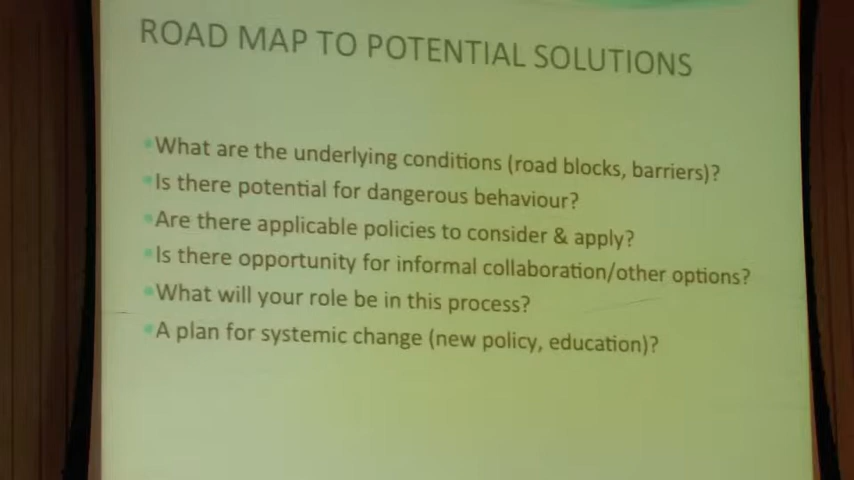 ROAD MAP TO POTENTIAL SOLUTIONS
•What are the underlying conditions (road blocks, barriers)?
•Is there potential for dangerous behaviour?
•Are there applicable policies to consider & apply?
•Is there opportunity for informal collaboration/other options?
•What will your role be in this process?
•A plan for systemic change (new policy, education)?